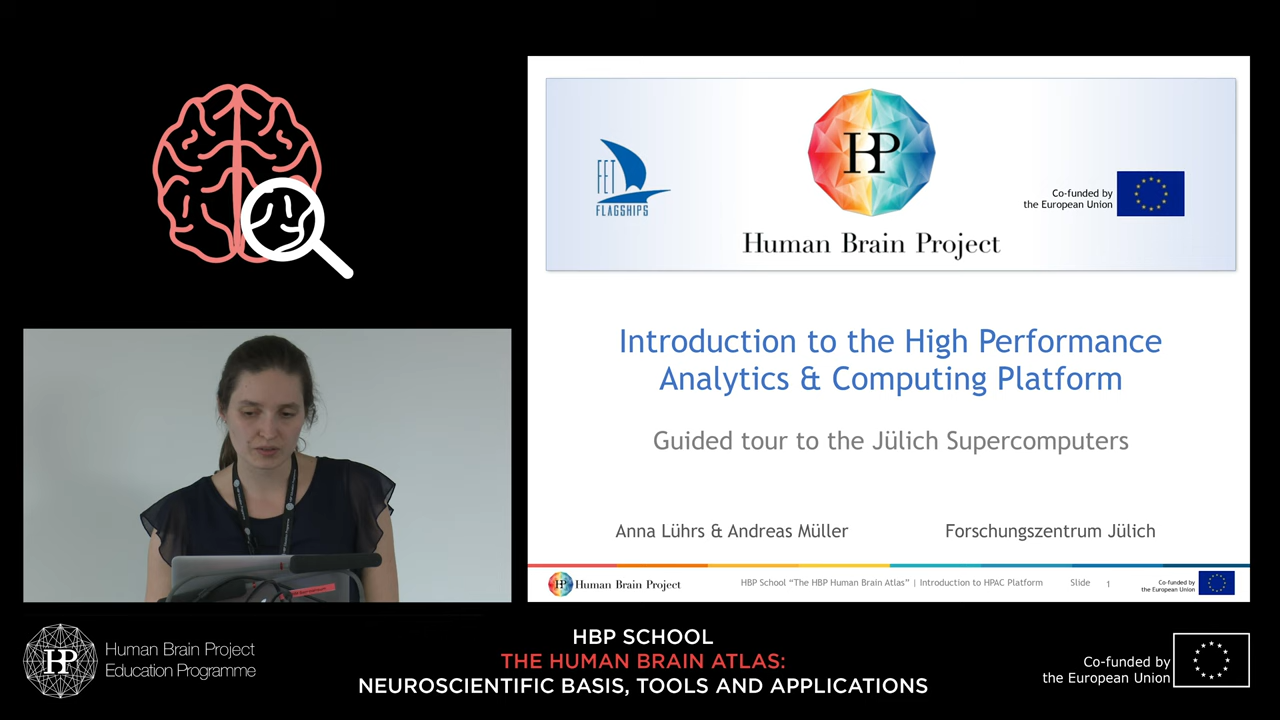 FET
FLAGSHIPS
HP
Co-funded by
the European Union
Human Brain Project
Introduction to the High Performance
Analytics & Computing Platform
Guided tour to the Jülich Supercomputers
Anna Lührs & Andreas Müller
Forschungszentrum Jülich
HP Human Brain Project
HBP School “The HBP Human Brain Atlas” | Introduction to HPAC Platform
Slide 1
Co-funded by
the European Union
HP
Human Brain Project
Education Programme
HBP SCHOOL
THE HUMAN BRAIN ATLAS:
NEUROSCIENTIFIC BASIS, TOOLS AND APPLICATIONS
Co-funded by
the European Union